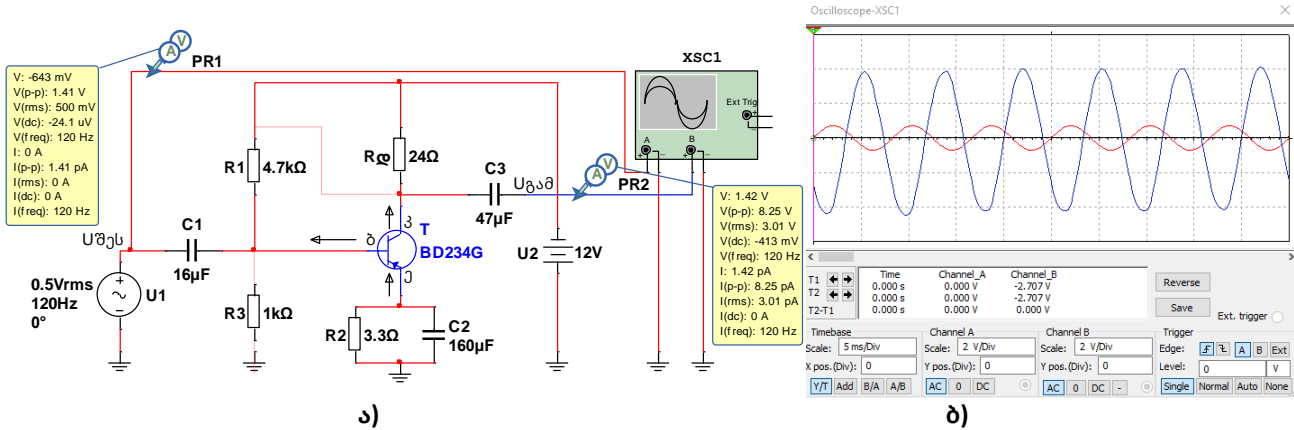 V: -643 mV
V(p-p): 1.41 V
V(rms): 500 mV
V(dc): -24.1 uV
V(freq): 120 Hz
I: 0 A
I(p-p): 1.41 pA
I(rms): 0 A
I(dc): 0 A
I(freq): 120 Hz
V
A
PR1
R1
4.7kΩ
Rდ
24Ω
C3
47µF
Uგამ
XSC1
Ext Trig
A
B
V
A
PR2
V: 1.42 V
V(p-p): 8.25 V
V(rms): 3.01 V
V(dc): -413 mV
V(freq): 120 Hz
I: 1.42 pA
I(p-p): 8.25 pA
I(rms): 3.01 pA
I(dc): 0 A
I(freq): 120 Hz
Uშეს
C1
16µF
ბ
კ
ე
T
BD234G
U2
12V
0.5Vrms
120Hz
0°
U1
R3
1kΩ
R2
3.3Ω
C2
160µF
ა)
Oscilloscope-XSC1
T1
T2
T2-T1
Time Channel_A Channel_B
0.000 s 0.000 V -2.707 V
0.000 s 0.000 V -2.707 V
0.000 s 0.000 V 0.000 V
Reverse
Save
Ext. trigger
Timebase
Scale: 5 ms/Div
X pos.(Div): 0
Y/T Add B/A A/B
Channel A
Scale: 2 V/Div
Y pos.(Div): 0
AC 0 DC
Channel B
Scale: 2 V/Div
Y pos.(Div): 0
AC 0 DC -
Trigger
Edge: A B Ext
Level: 0 V
Single Normal Auto None
ბ)